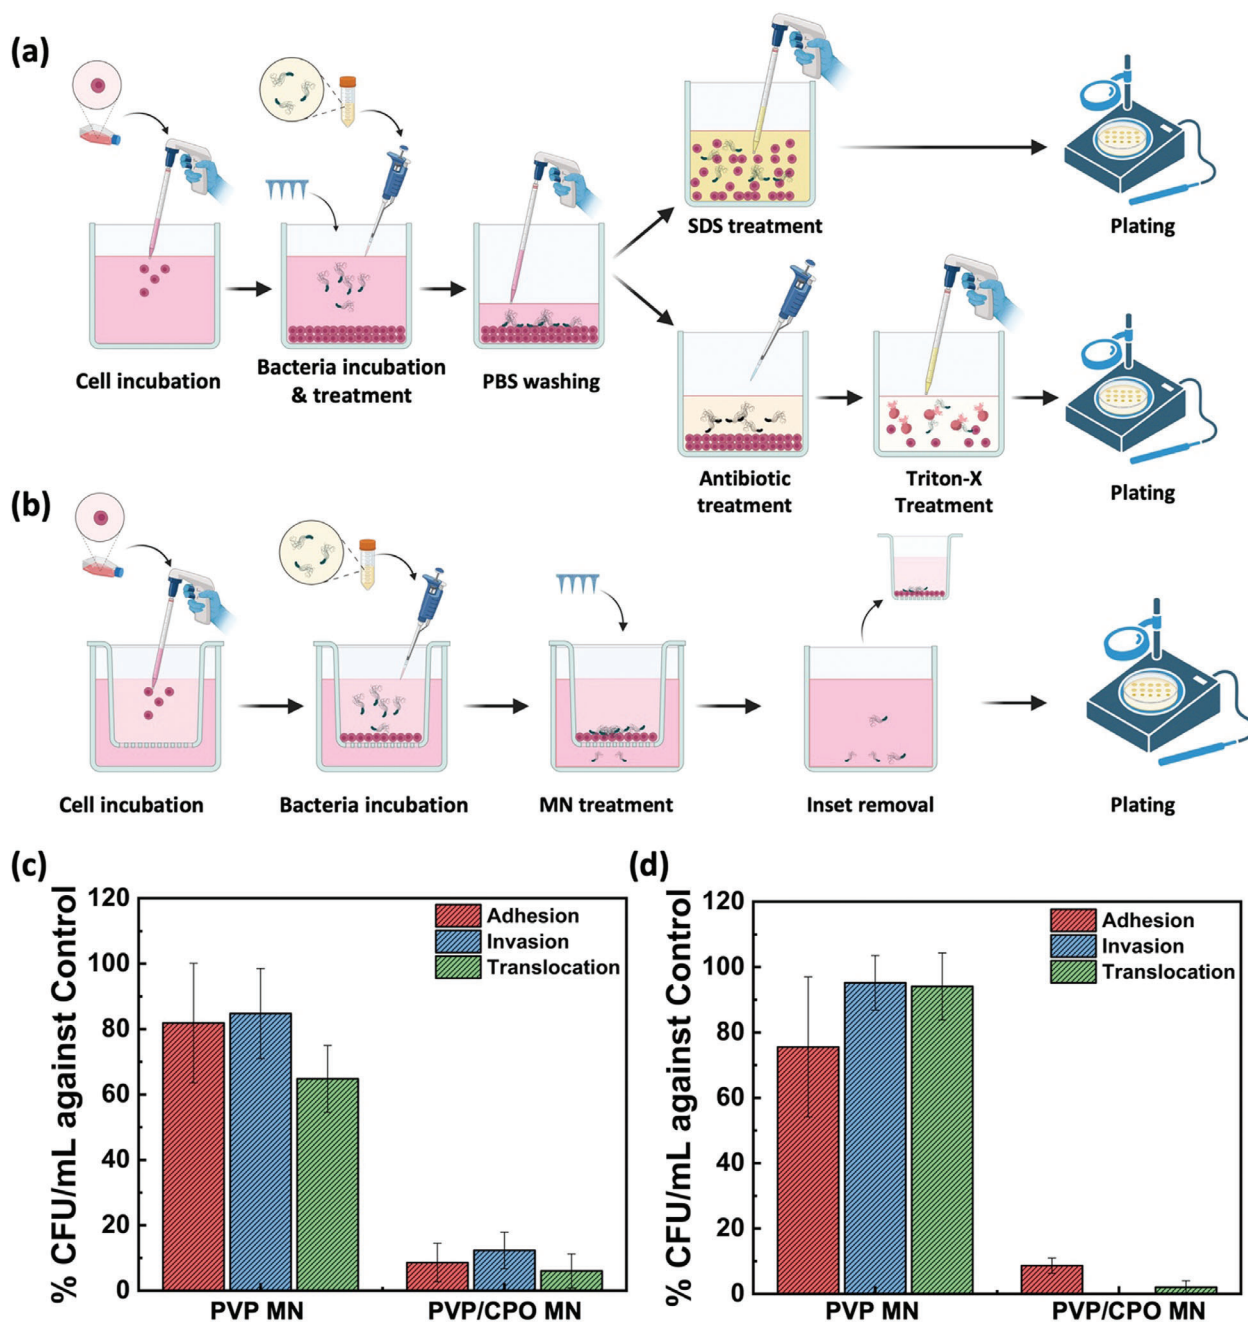 (a)
SDS treatment
Plating
Cell incubation
Bacteria incubation
& treatment
PBS washing
Antibiotic
treatment
Triton-X
Treatment
Plating
(b)
Cell incubation
Bacteria incubation
MN treatment
Inset removal
Plating
(c)
% CFU/mL against Control
120
100
80
60
40
20
0
Adhesion
Invasion
Translocation
PVP MN
PVP/CPO MN
(d)
% CFU/mL against Control
120
100
80
60
40
20
0
Adhesion
Invasion
Translocation
PVP MN
PVP/CPO MN